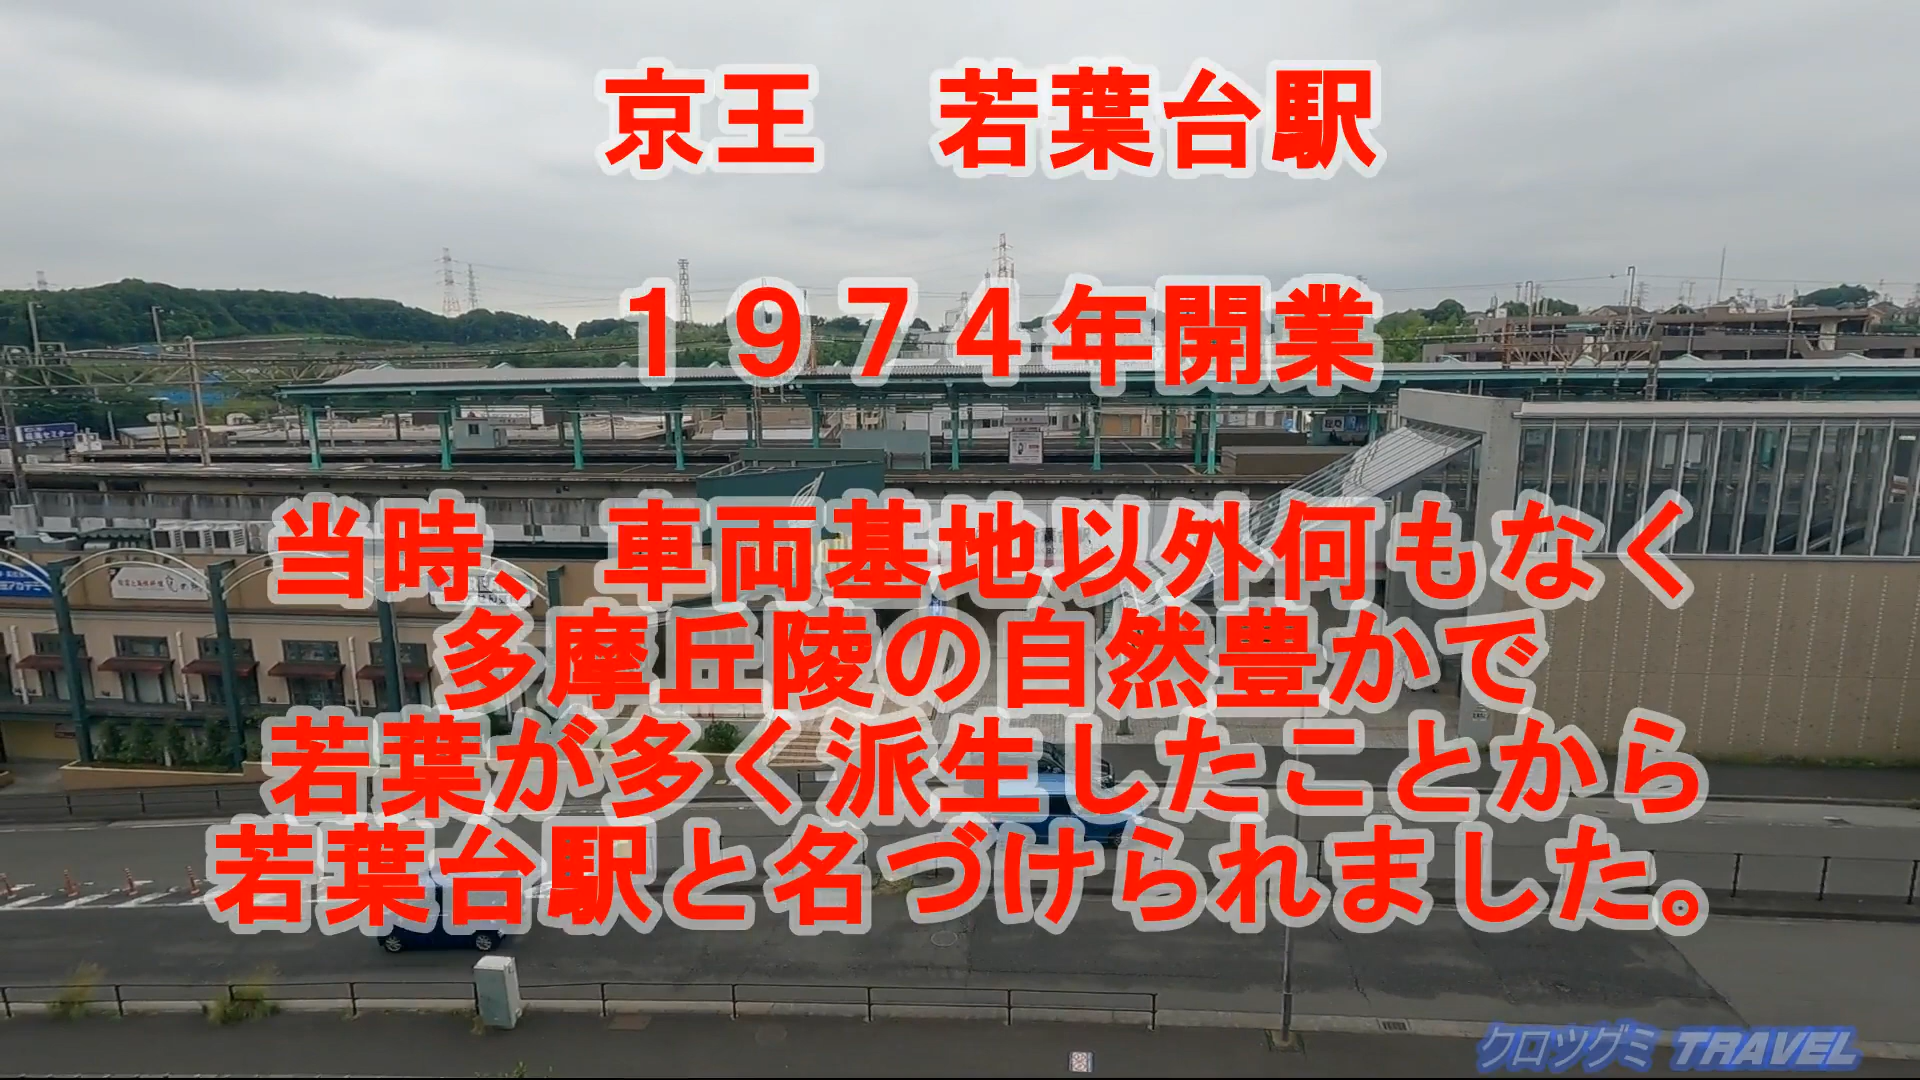 京王　若葉台駅
１９７４年開業
当時、車両基地以外何もなく
多摩丘陵の自然豊かで
若葉が多く派生したことから
若葉台駅と名づけられました。
クロツグミ TRAVEL